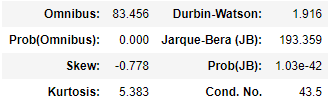 Omnibus: 83.456 Durbin-Watson: 1.916
Prob(Omnibus): 0.000 Jarque-Bera (JB): 193.359
Skew: -0.778 Prob(JB): 1.03e-42
Kurtosis: 5.383 Cond. No. 43.5